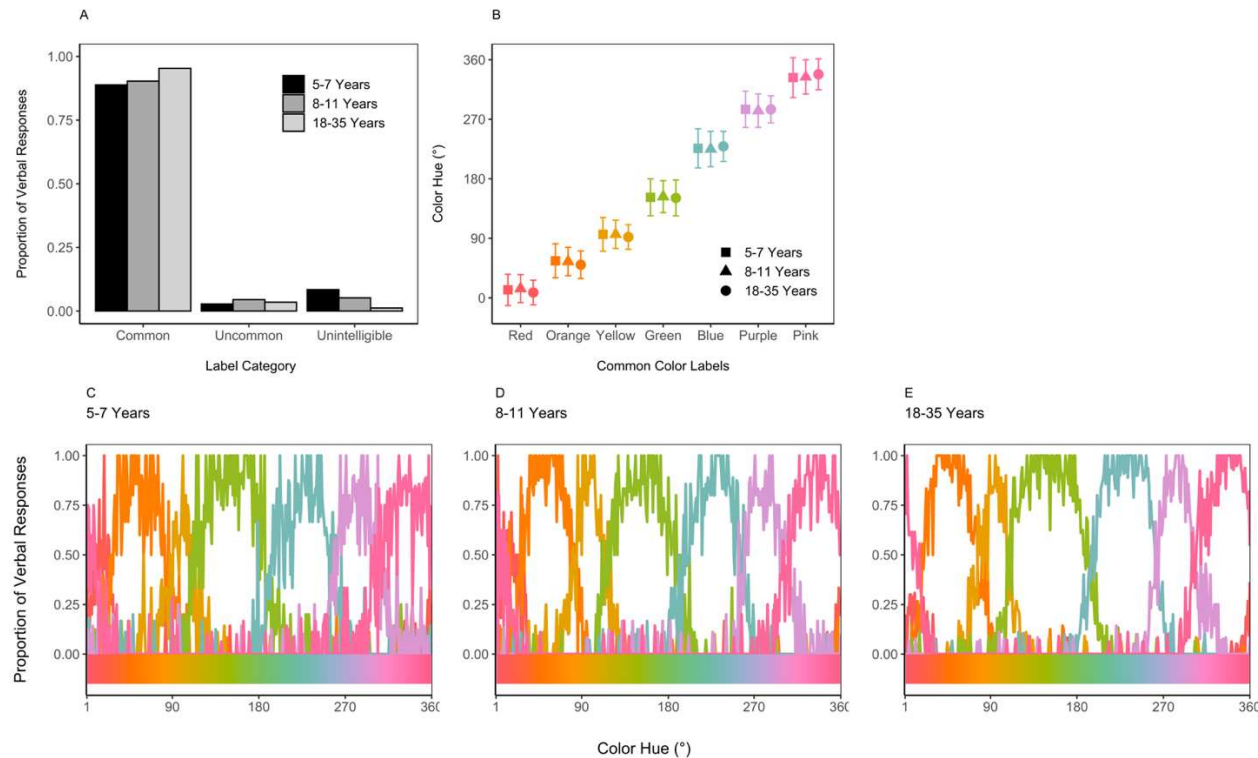 A
Proportion of Verbal Responses
1.00
0.75
0.50
0.25
0.00
5-7 Years
8-11 Years
18-35 Years
Common Uncommon Unintelligible
Label Category
B
Color Hue (°)
360
270
180
90
0
5-7 Years
8-11 Years
18-35 Years
Red Orange Yellow Green Blue Purple Pink
Common Color Labels
C
5-7 Years
Proportion of Verbal Responses
1.00
0.75
0.50
0.25
0.00
1 90 180 270 360
D
8-11 Years
1.00
0.75
0.50
0.25
0.00
1 90 180 270 360
E
18-35 Years
1.00
0.75
0.50
0.25
0.00
1 90 180 270 360
Color Hue (°)